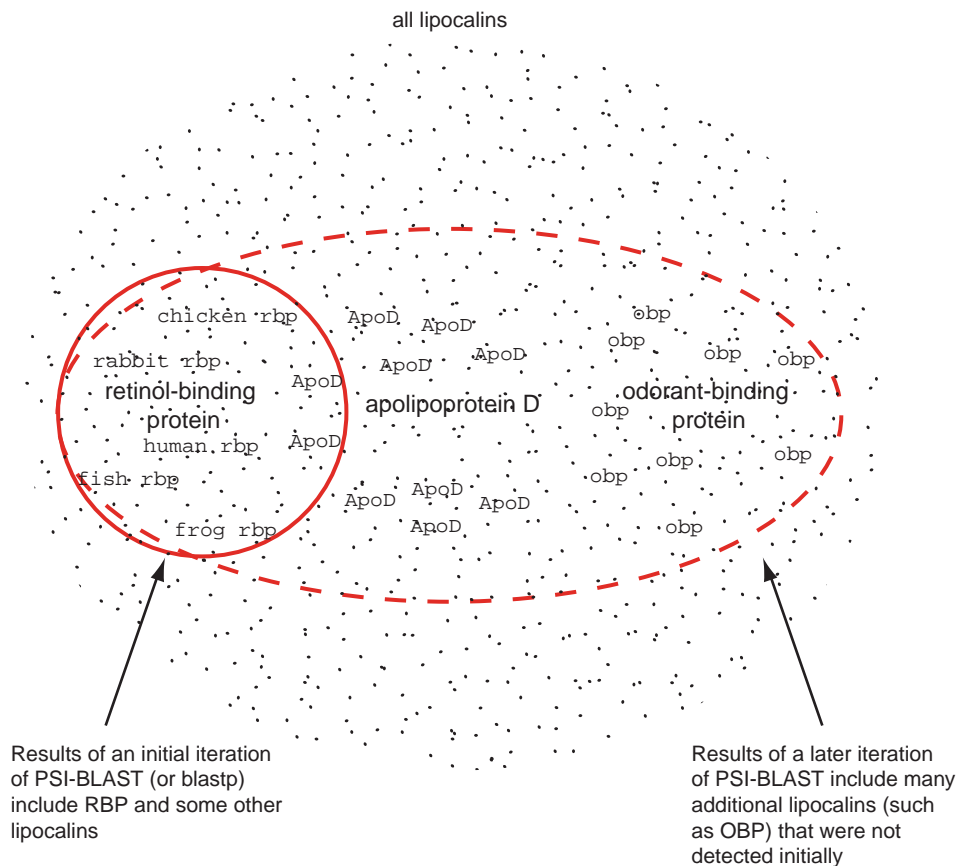 all lipocalins
chicken rbp
ApoD
ApoD
obp
obp
rabbit rbp
ApoD
ApoD
obp
obp
retinol-binding
protein
ApoD
apolipoprotein D
odorant-binding
protein
obp
human rbp
ApoD
obp
obp
fish rbp
obp
ApoD
ApoD
ApoD
frog rbp
ApoD
obp
Results of an initial iteration
of PSI-BLAST (or blastp)
include RBP and some other
lipocalins
Results of a later iteration
of PSI-BLAST include many
additional lipocalins (such
as OBP) that were not
detected initially